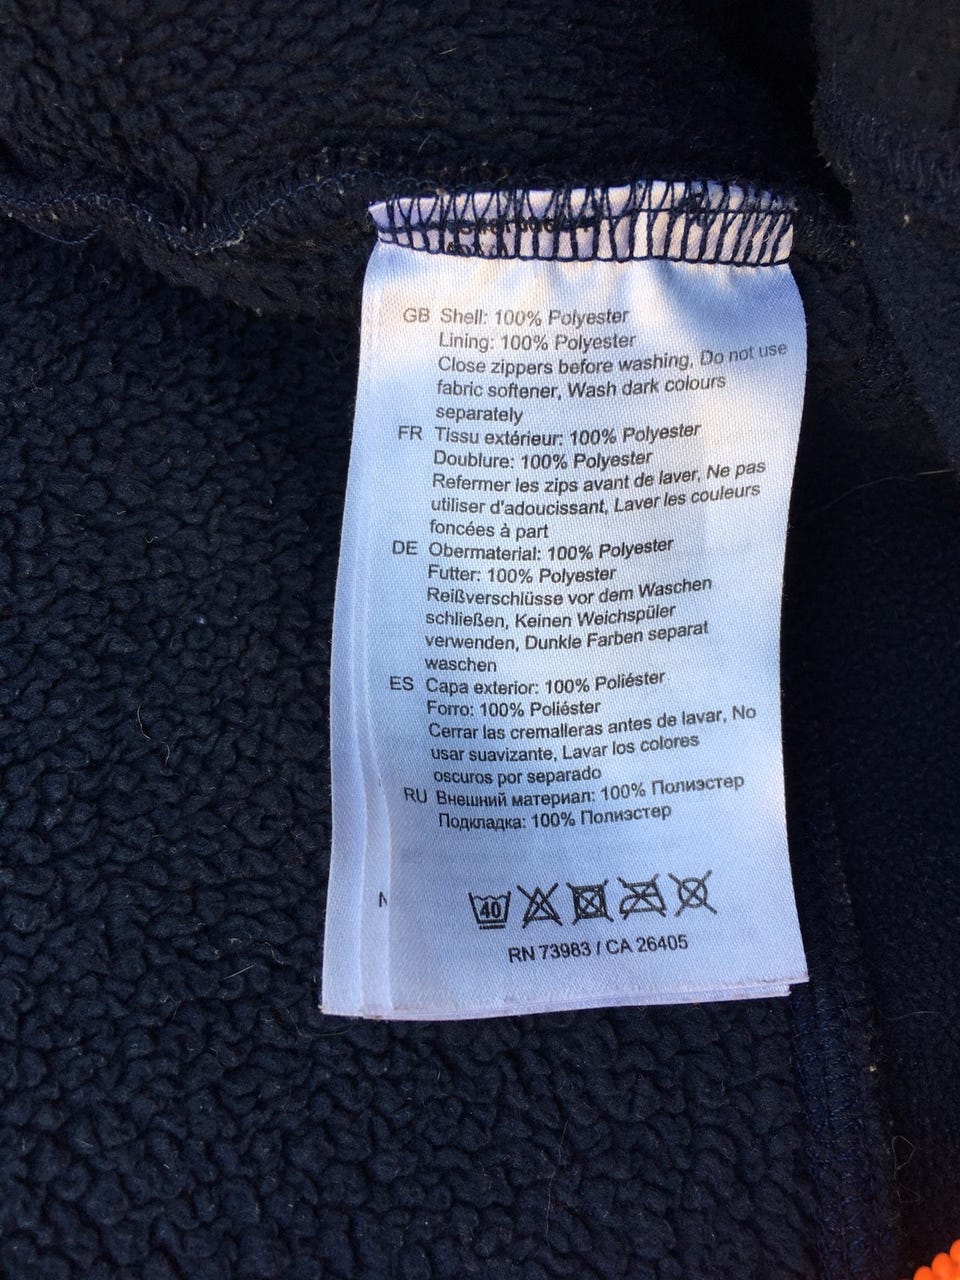 GB Shell: 100% Polyester
Lining: 100% Polyester
Close zippers before washing, Do not use
fabric softener, Wash dark colours
separately
FR Tissu extérieur: 100% Polyester
Doublure: 100% Polyester
Refermer les zips avant de laver, Ne pas
utiliser d'adoucissant, Laver les couleurs
foncées à part
DE Obermaterial: 100% Polyester
Futter: 100% Polyester
Reißverschlüsse vor dem Waschen
schließen, Keinen Weichspüler
verwenden, Dunkle Farben separat
waschen
ES Capa exterior: 100% Poliéster
Forro: 100% Poliéster
Cerrar las cremalleras antes de lavar, No
usar suavizante, Lavar los colores
oscuros por separado
RU Внешний материал: 100% Полиэстер
Подкладка: 100% Полиэстер
40
RN 73983 / CA 26405